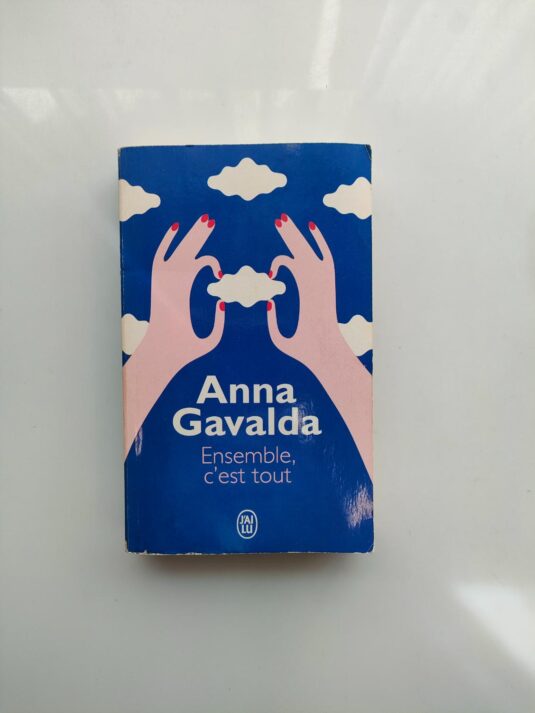 Anna
Gavalda
Ensemble,
c'est tout
J'AI
LU